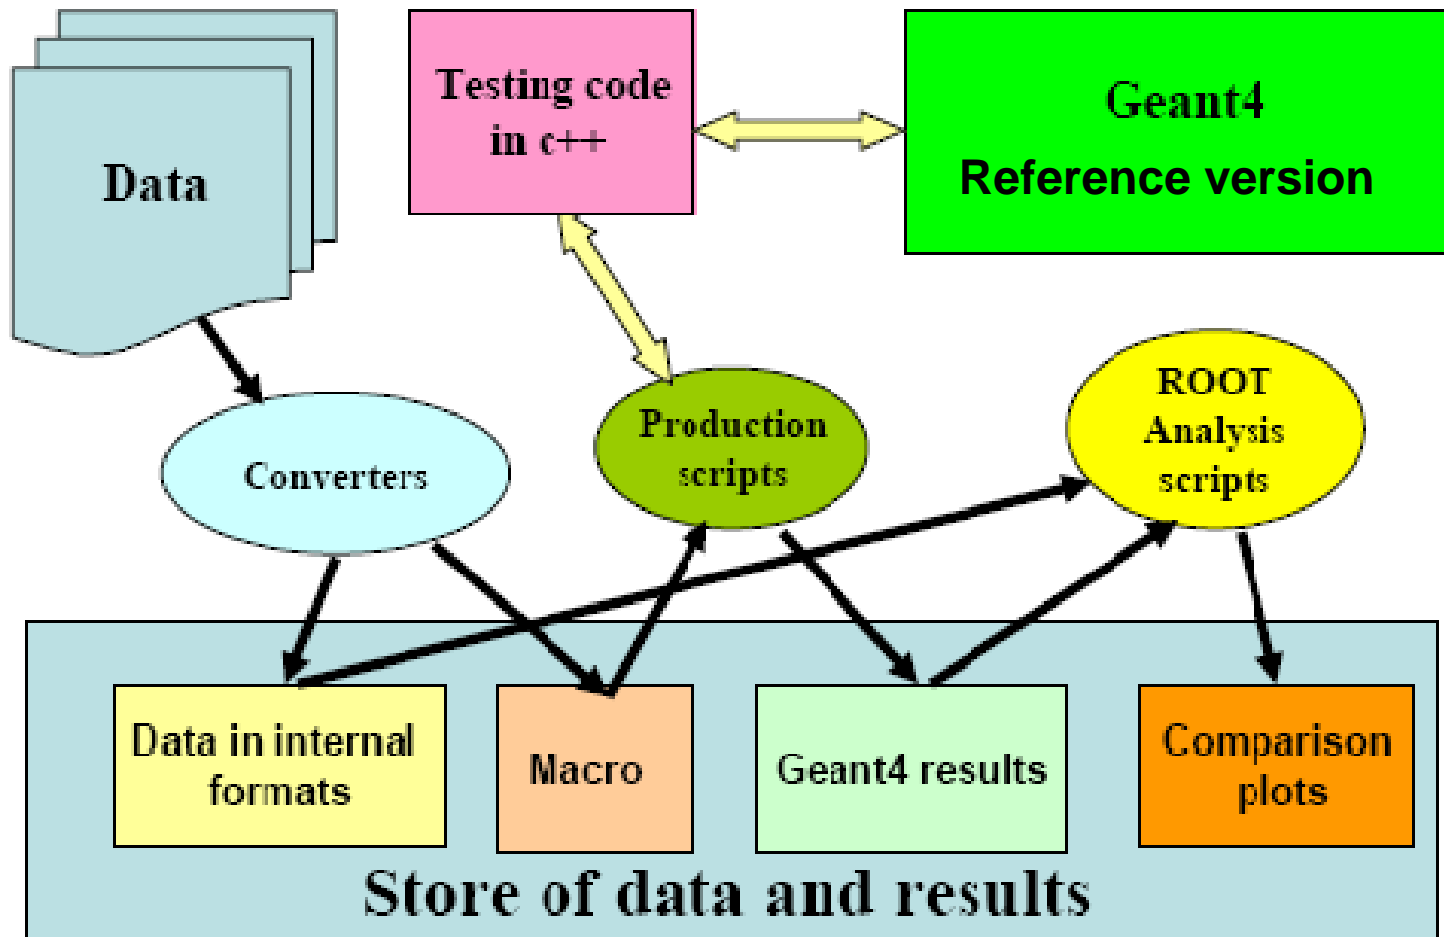 Data
Testing code
in c++
Geant4
Reference version
Converters
Production
scripts
ROOT
Analysis
scripts
Data in internal
formats
Macro
Geant4 results
Comparison
plots
Store of data and results